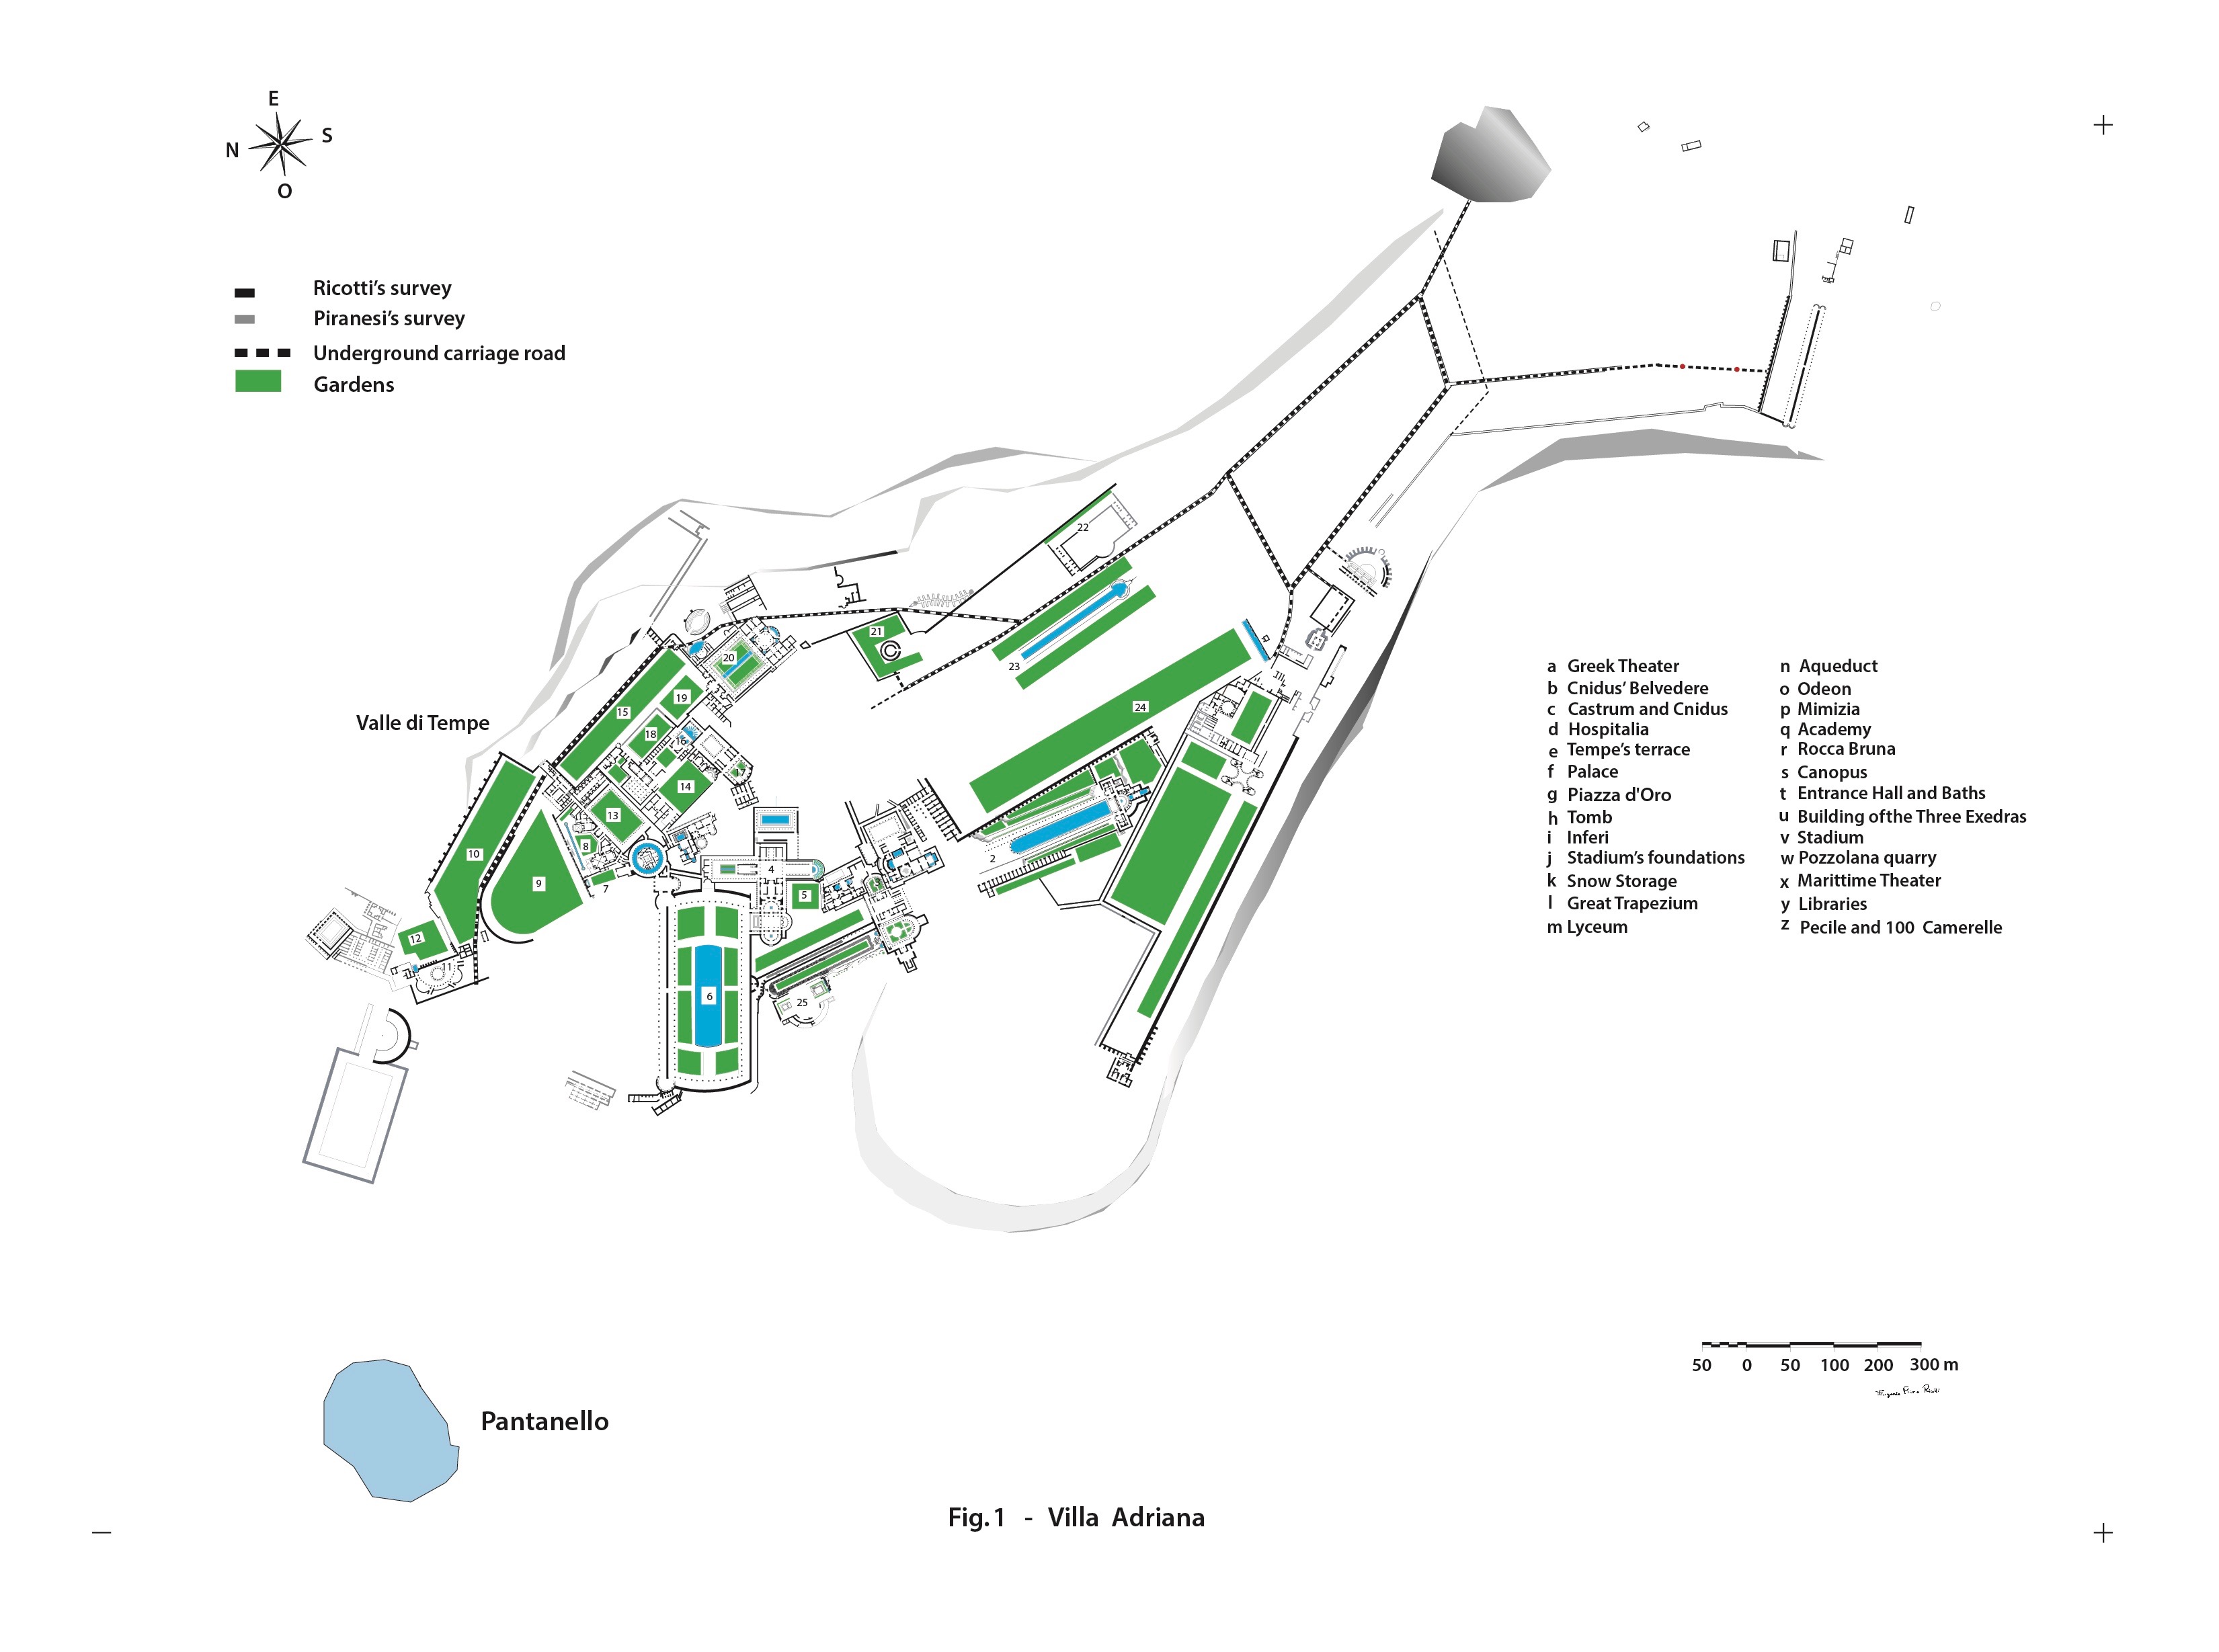 E
S
N
O
Ricotti's survey
Piranesi's survey
Underground carriage road
Gardens
22
21
20
23
19
15
24
18
16
Valle di Tempe
14
13
8
10
2
4
9
3
7
5
12
11
6
25
a Greek Theater
b Cnidus' Belvedere
c Castrum and Cnidus
d Hospitalia
e Tempe's terrace
f Palace
g Piazza d'Oro
h Tomb
i Inferi
j Stadium's foundations
k Snow Storage
l Great Trapezium
m Lyceum
n Aqueduct
o Odeon
p Mimizia
q Academy
r Rocca Bruna
s Canopus
t Entrance Hall and Baths
u Building ofthe Three Exedras
v Stadium
w Pozzolana quarry
x Marittime Theater
y Libraries
z Pecile and 100 Camerelle
50 0 50 100 200 300 m
Pantanello
Fig. 1 - Villa Adriana